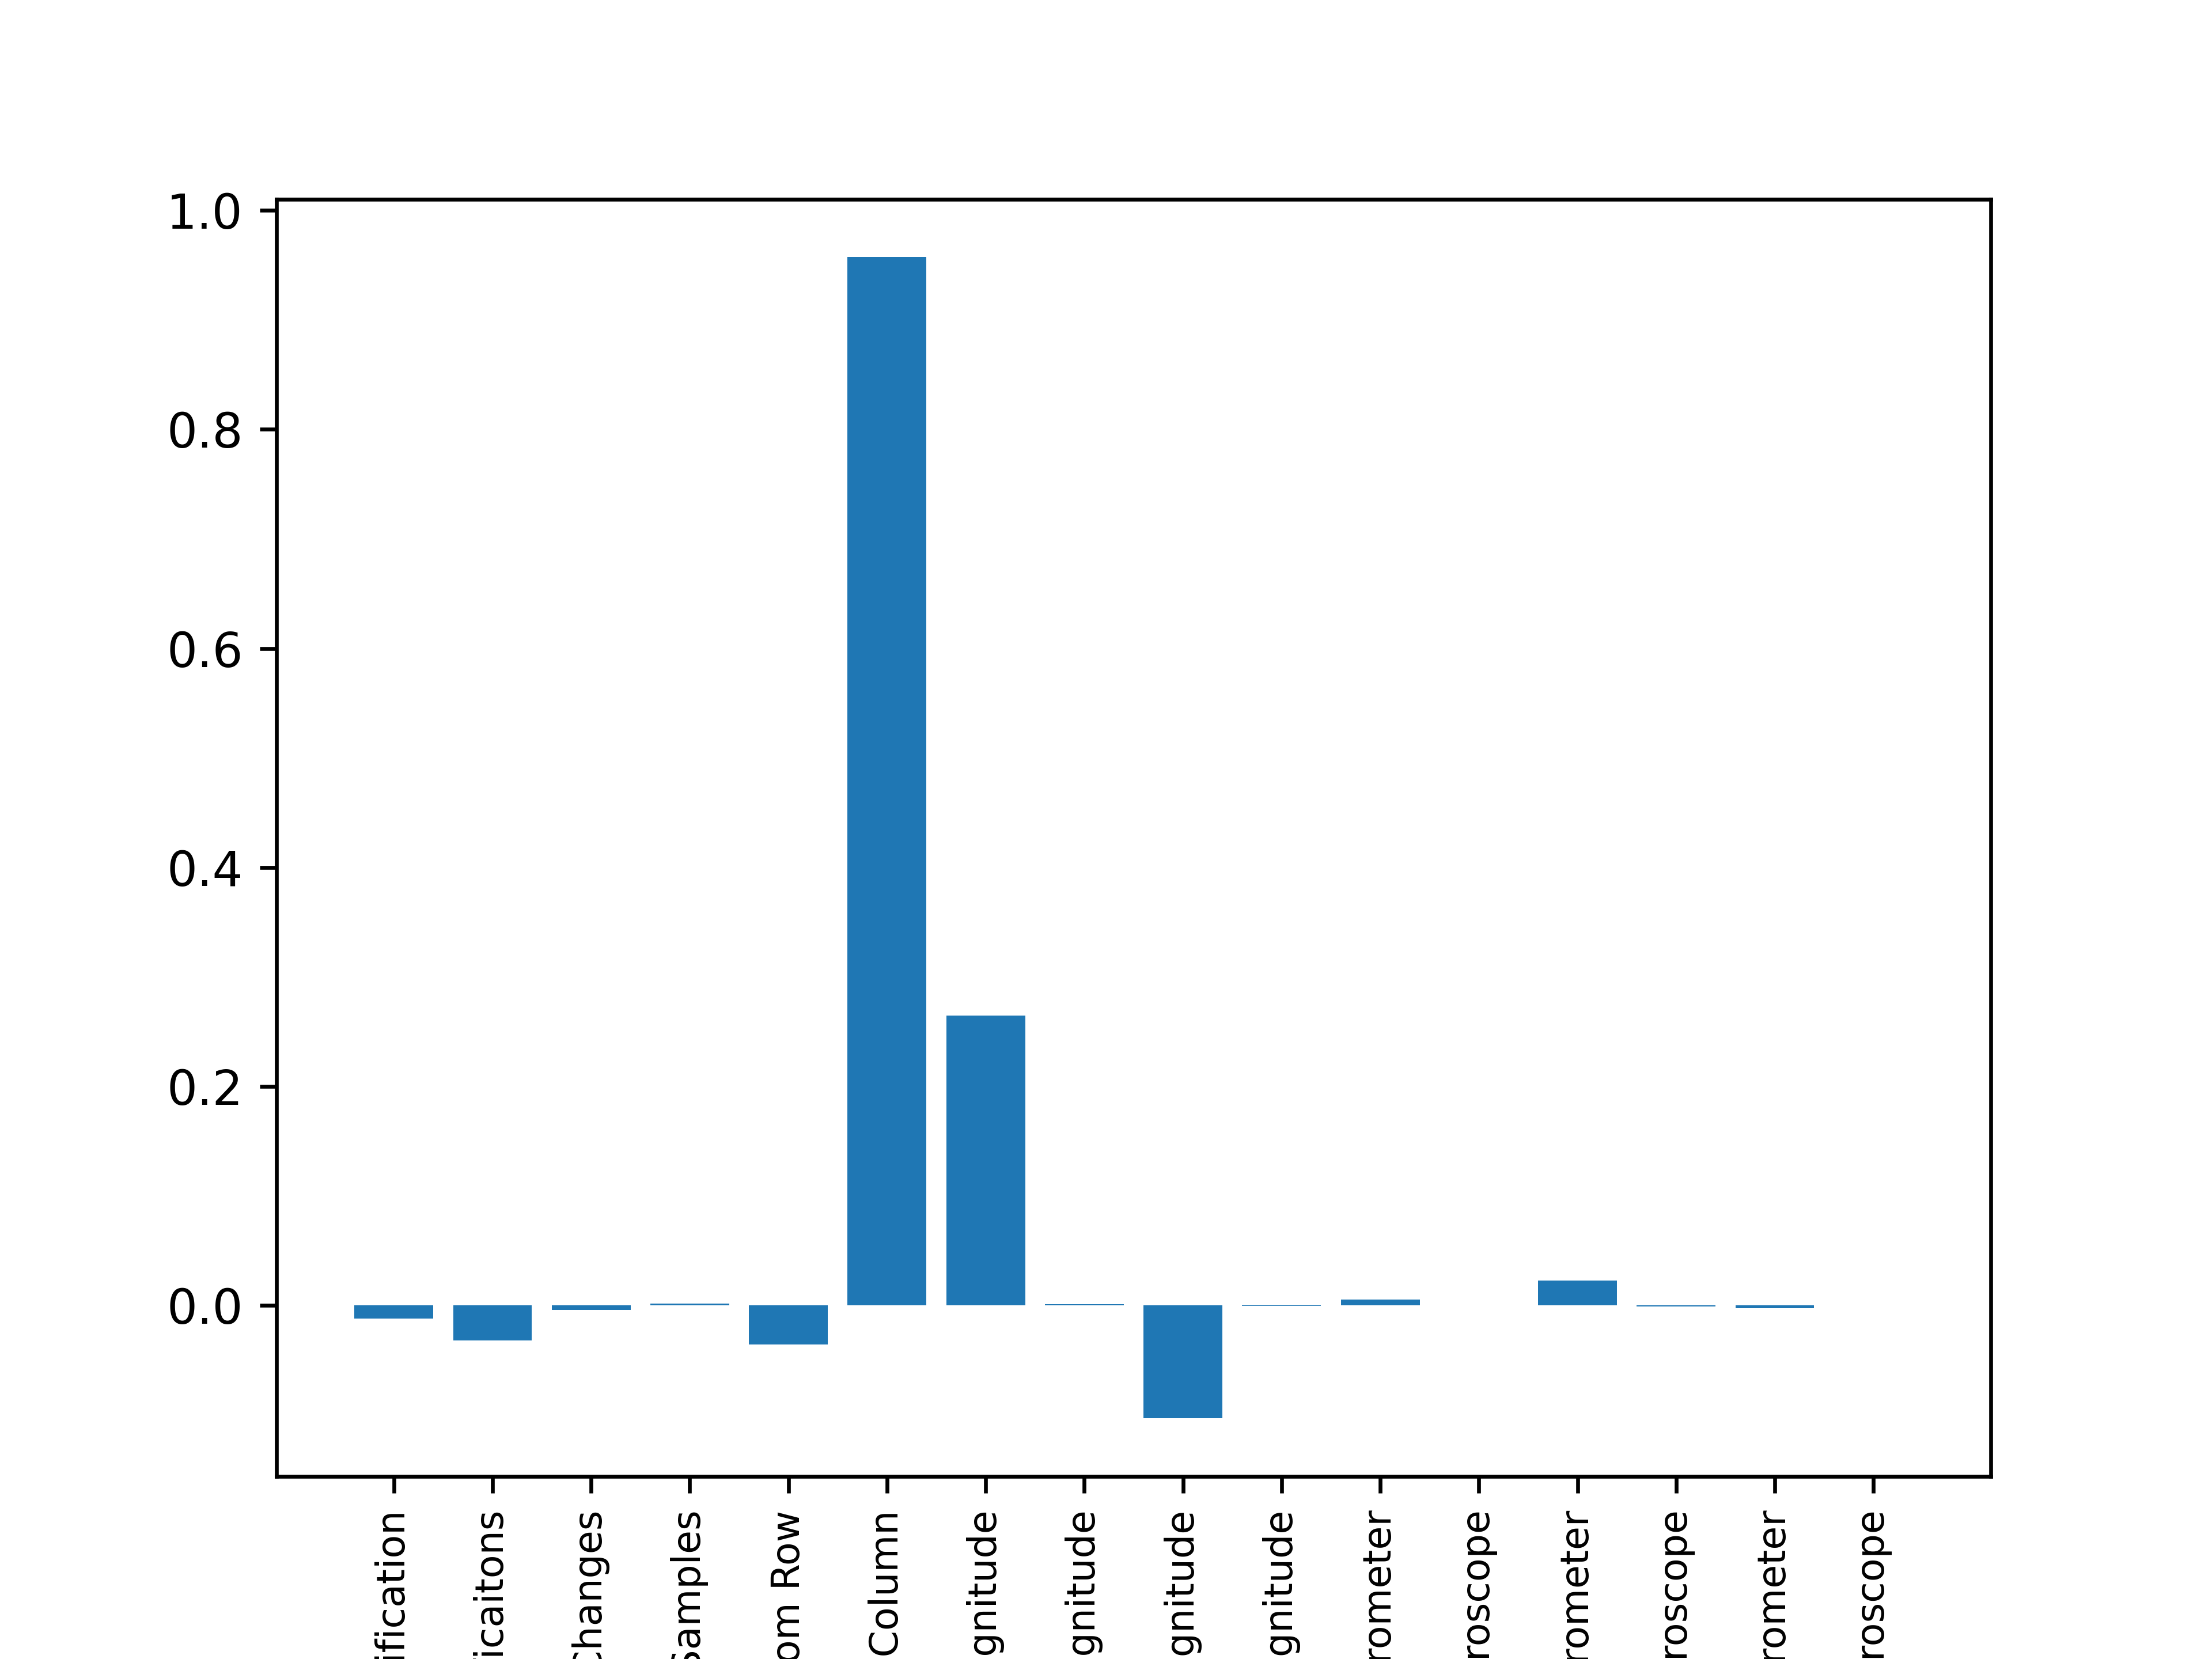 1.0
0.8
0.6
0.4
0.2
0.0
ification
icaitons
Changes
Samples
om Row
Column
gnitude
gnitude
gnitude
gnitude
rometer
roscope
rometer
roscope
rometer
roscope